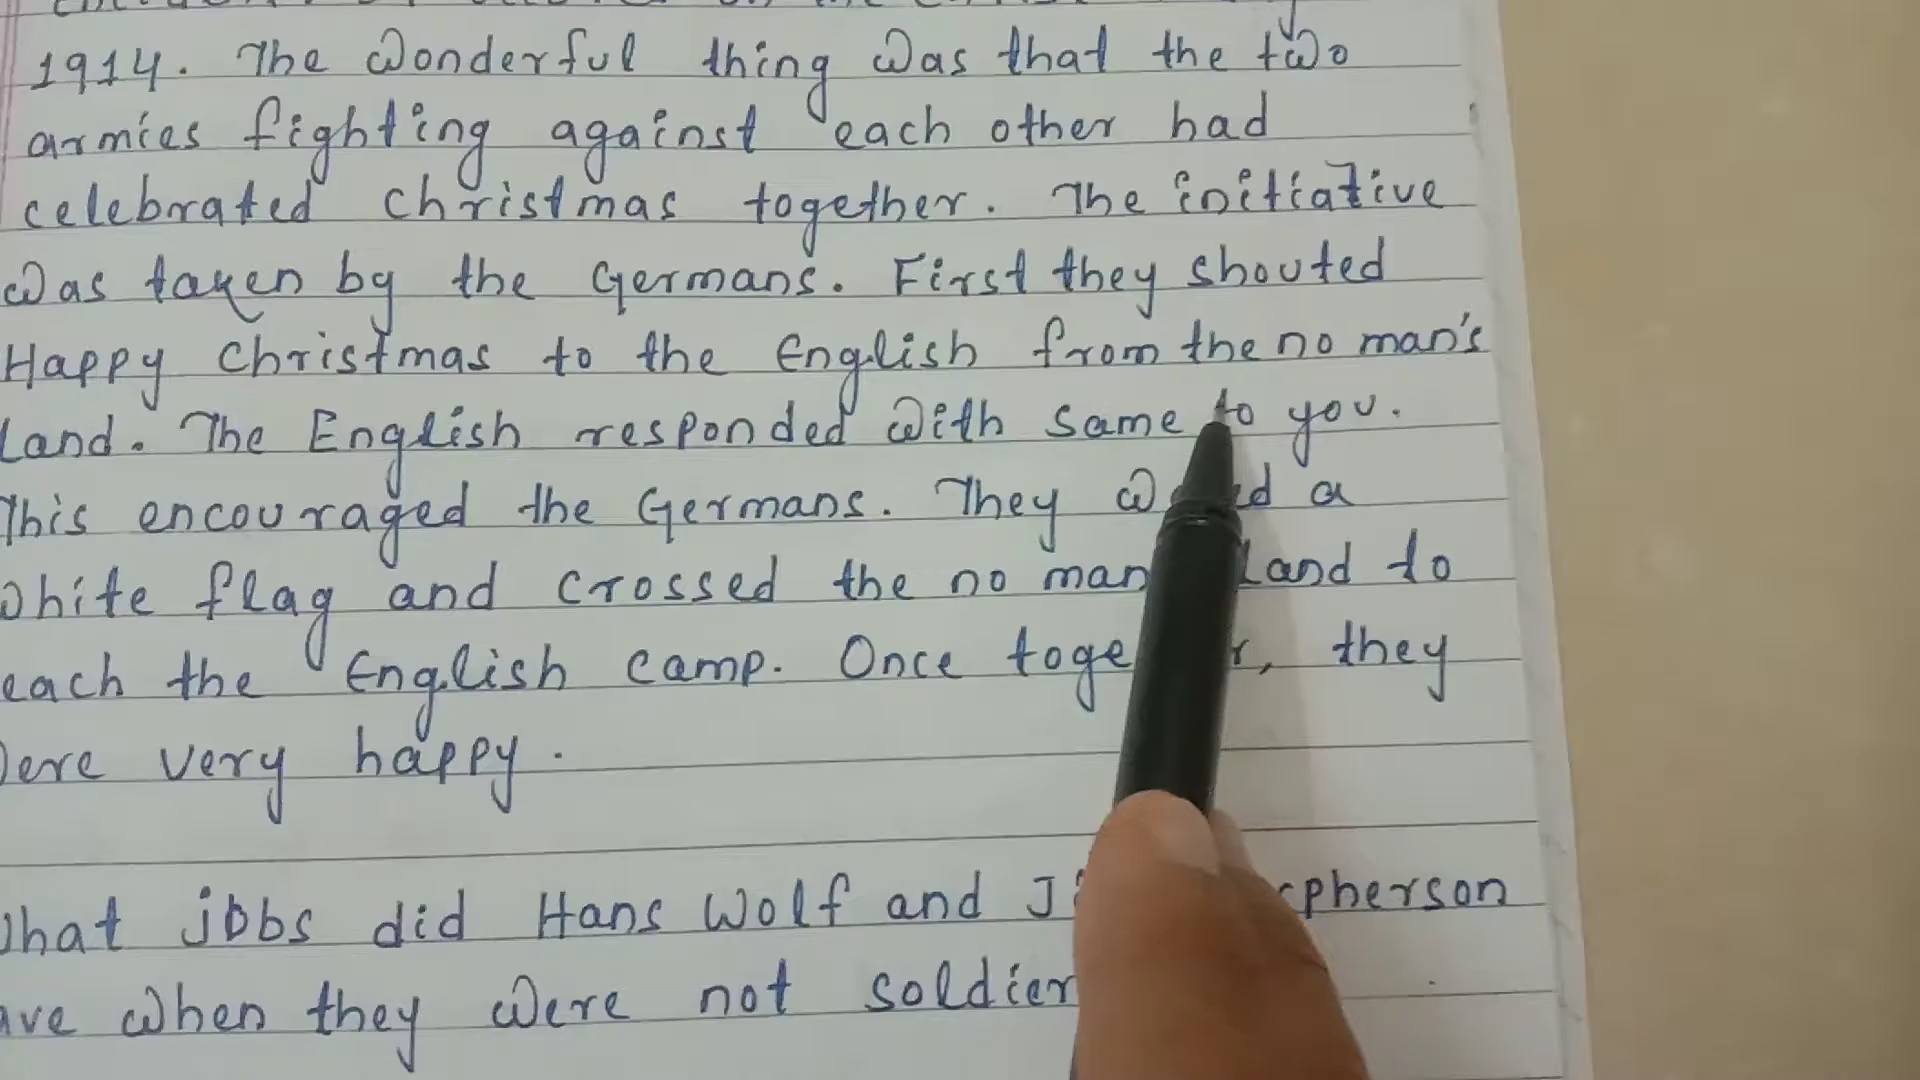 1914. The wonderful thing was that the two
armies fighting against each other had
celebrated christmas together. The initiative
was taken by the Germans. First they shouted
Happy christmas to the English from the no man's
land. The English responded with same to you.
This encouraged the Germans. They a
white flag and crossed the no land to
each the English camp. Once they
were very happy.
what jobs did Hans Wolf and
ave when they were not